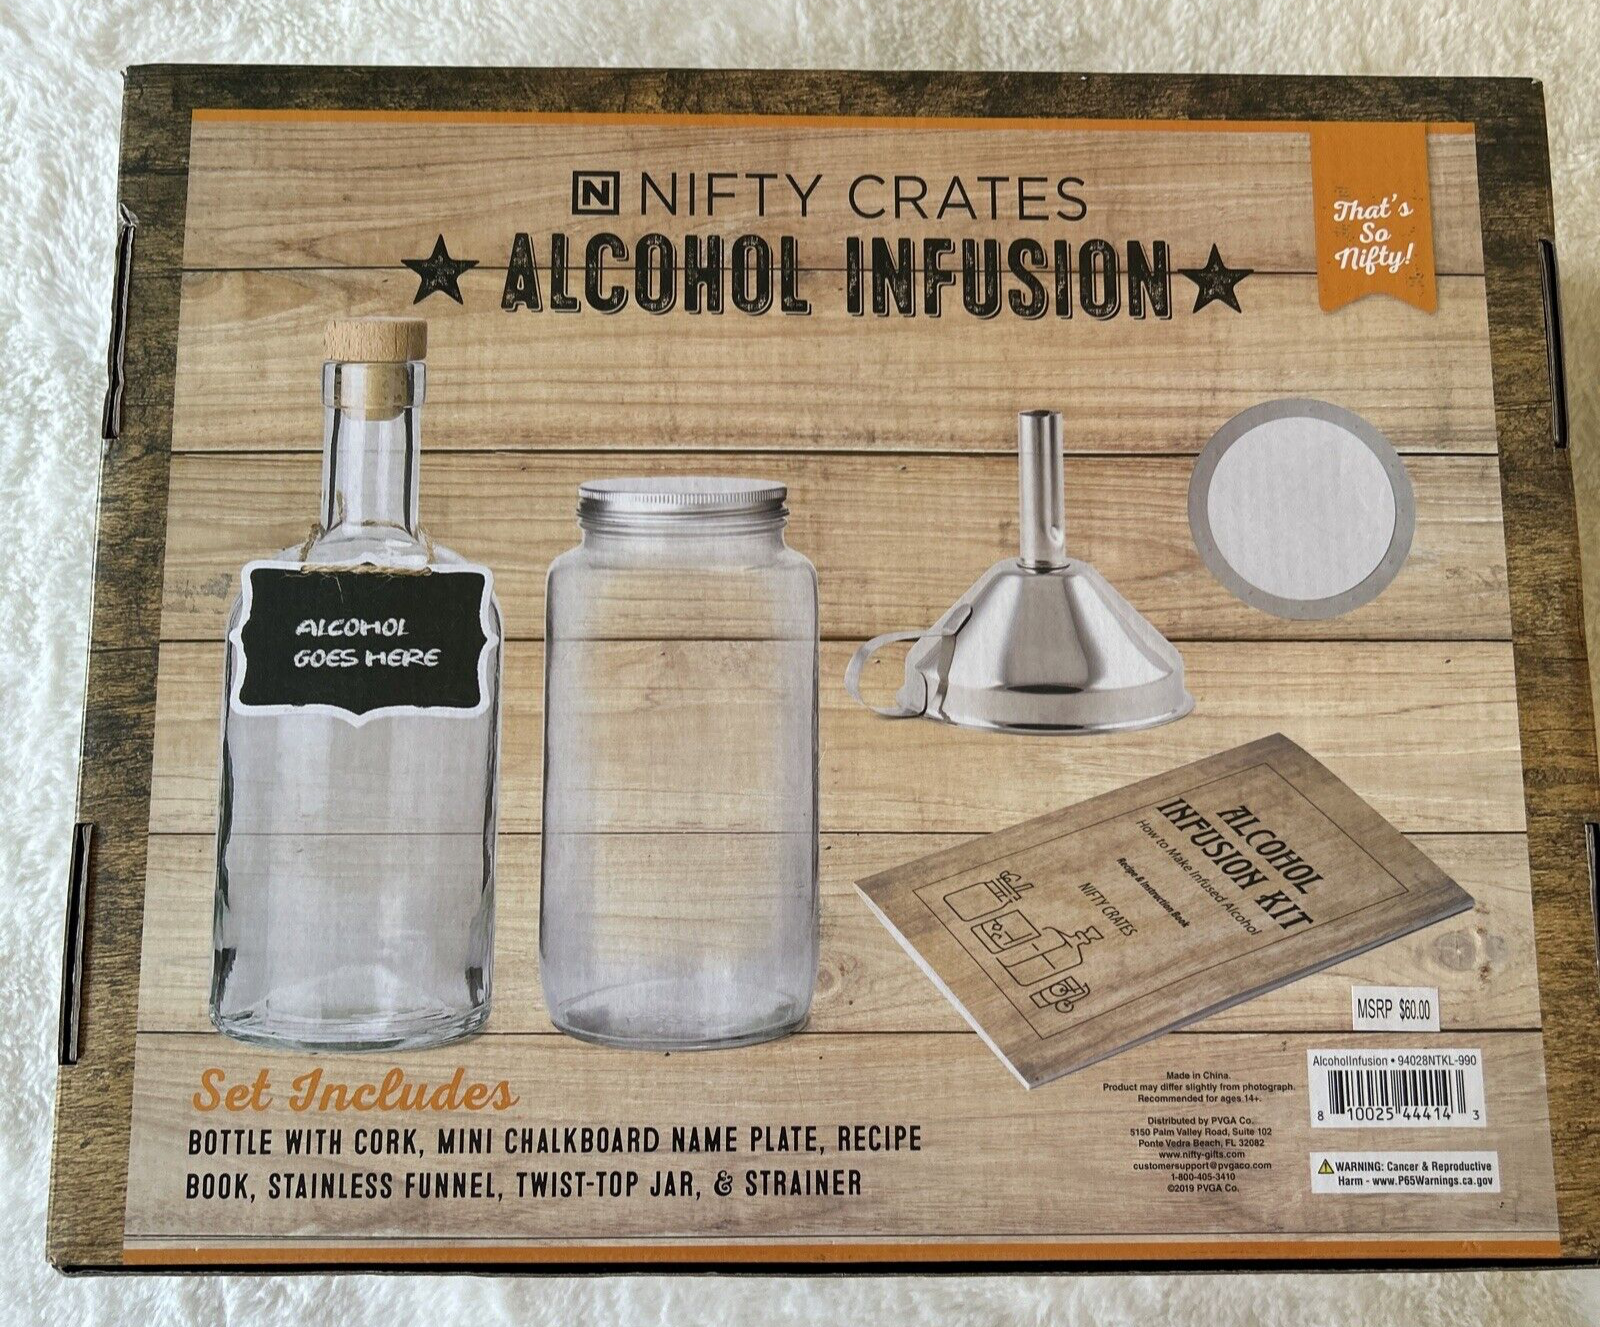 N NIFTY CRATES
ALCOHOL INFUSION
That's
So
Nifty!
ALCOHOL
GOES HERE
ALCOHOL
INFUSION KIT
How to Make Infused Alcohol
Recipe & Instruction Book
NIFTY CRATES
MSRP $60.00
Set Includes
BOTTLE WITH CORK, MINI CHALKBOARD NAME PLATE, RECIPE
BOOK, STAINLESS FUNNEL, TWIST-TOP JAR, & STRAINER
Made in China.
Product may differ slightly from photograph.
Recommended for ages 14+.
Distributed by PVGA Co.
5150 Palm Valley Road, Suite 102
Ponte Vedra Beach, FL 32082
www.nifty-gifts.com
customersupport@pvgaco.com
1-800-405-3410
©2019 PVGA Co.
AlcoholInfusion • 94028NTKL-990
8 10025 44414 3
WARNING: Cancer & Reproductive
Harm - www.P65Warnings.ca.gov